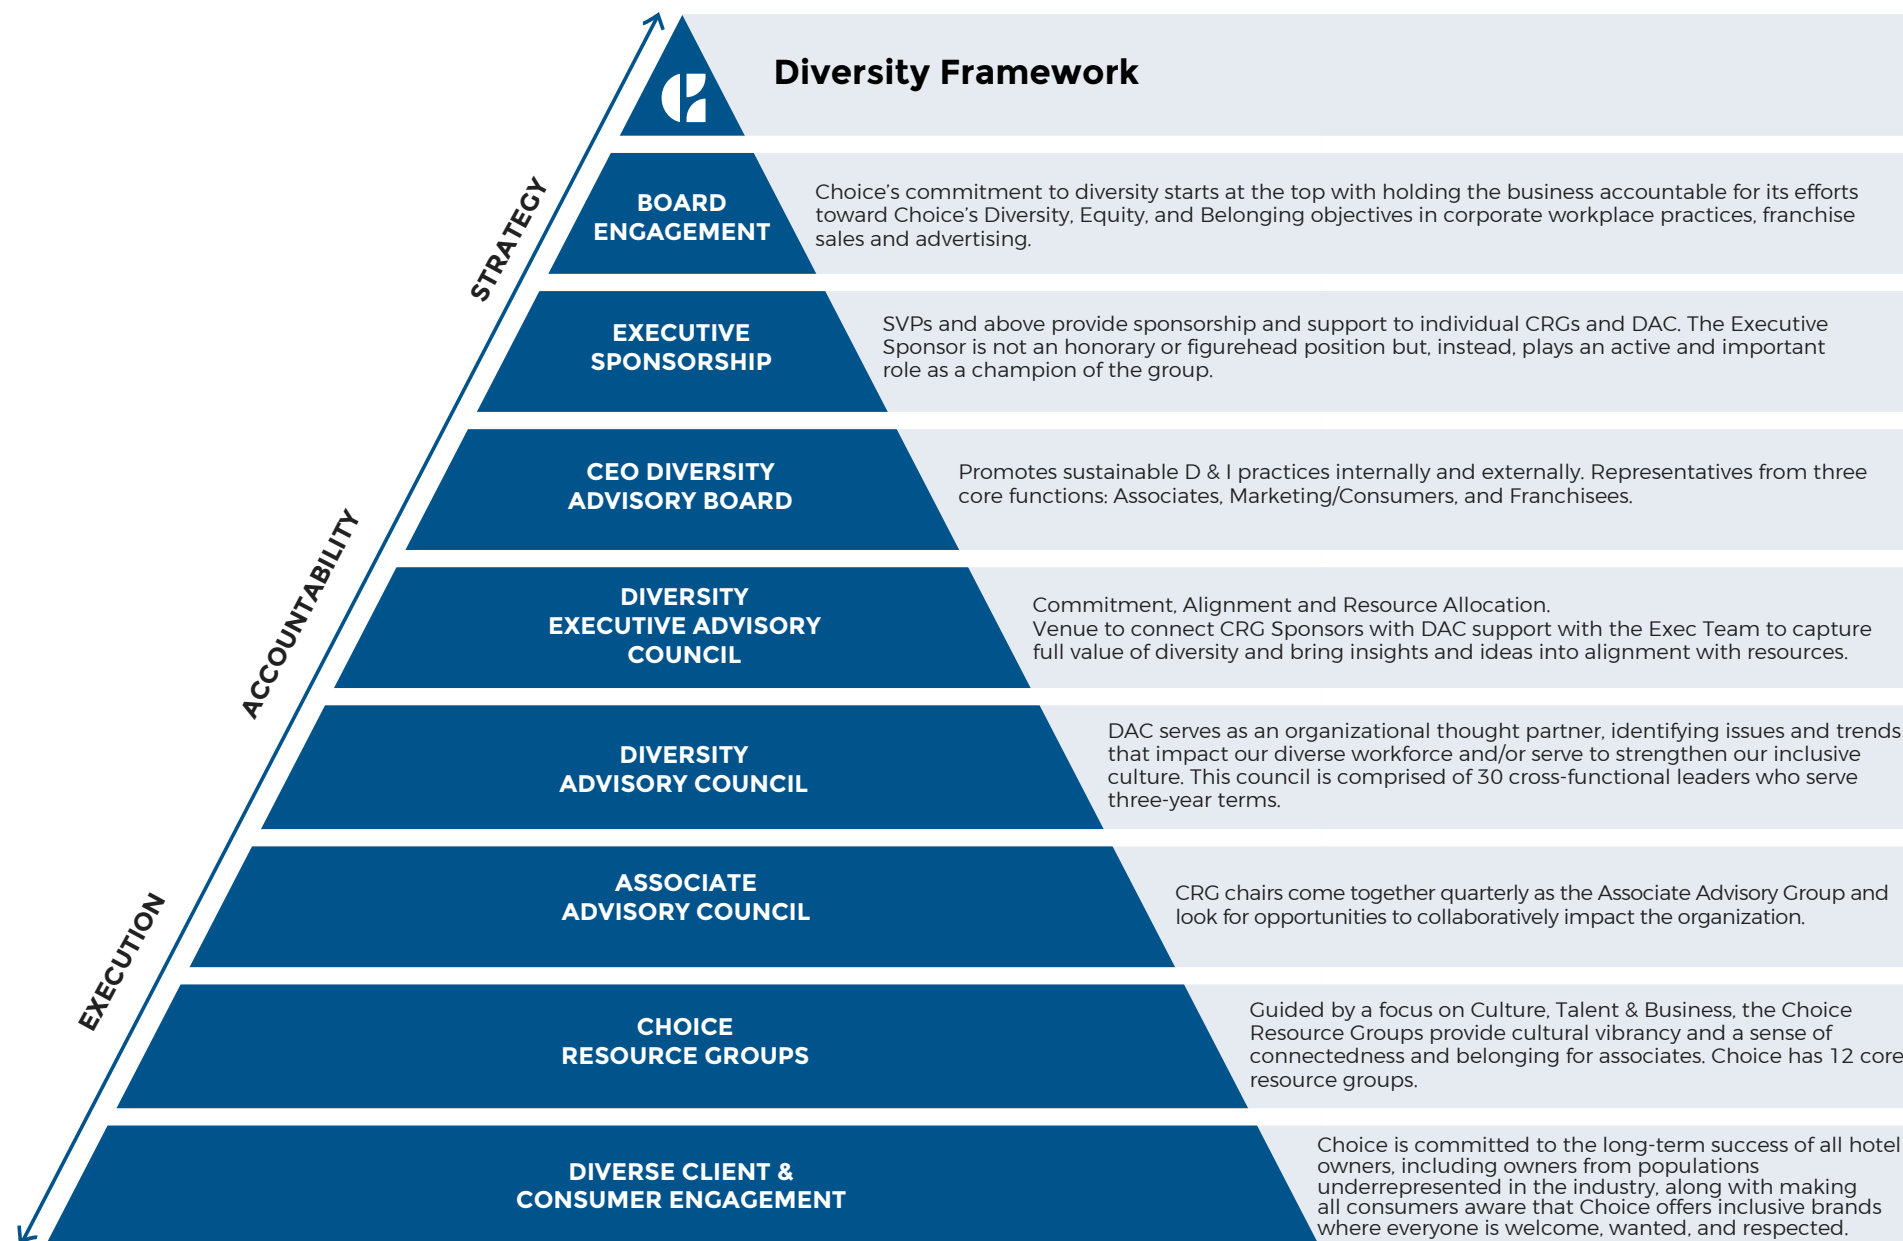 Diversity Framework
STRATEGY
BOARD
ENGAGEMENT
Choice’s commitment to diversity starts at the top with holding the business accountable for its efforts
toward Choice’s Diversity, Equity, and Belonging objectives in corporate workplace practices, franchise
sales and advertising.
EXECUTIVE
SPONSORSHIP
SVPs and above provide sponsorship and support to individual CRGs and DAC. The Executive
Sponsor is not an honorary or figurehead position but, instead, plays an active and important
role as a champion of the group.
CEO DIVERSITY
ADVISORY BOARD
Promotes sustainable D & I practices internally and externally. Representatives from three
core functions: Associates, Marketing/Consumers, and Franchisees.
ACCOUNTABILITY
DIVERSITY
EXECUTIVE ADVISORY
COUNCIL
Commitment, Alignment and Resource Allocation.
Venue to connect CRG Sponsors with DAC support with the Exec Team to capture
full value of diversity and bring insights and ideas into alignment with resources.
DIVERSITY
ADVISORY COUNCIL
DAC serves as an organizational thought partner, identifying issues and trends
that impact our diverse workforce and/or serve to strengthen our inclusive
culture. This council is comprised of 30 cross-functional leaders who serve
three-year terms.
ASSOCIATE
ADVISORY COUNCIL
CRG chairs come together quarterly as the Associate Advisory Group and
look for opportunities to collaboratively impact the organization.
EXECUTION
CHOICE
RESOURCE GROUPS
Guided by a focus on Culture, Talent & Business, the Choice
Resource Groups provide cultural vibrancy and a sense of
connectedness and belonging for associates. Choice has 12 core
resource groups.
DIVERSE CLIENT &
CONSUMER ENGAGEMENT
Choice is committed to the long-term success of all hotel
owners, including owners from populations
underrepresented in the industry, along with making
all consumers aware that Choice offers inclusive brands
where everyone is welcome, wanted, and respected.